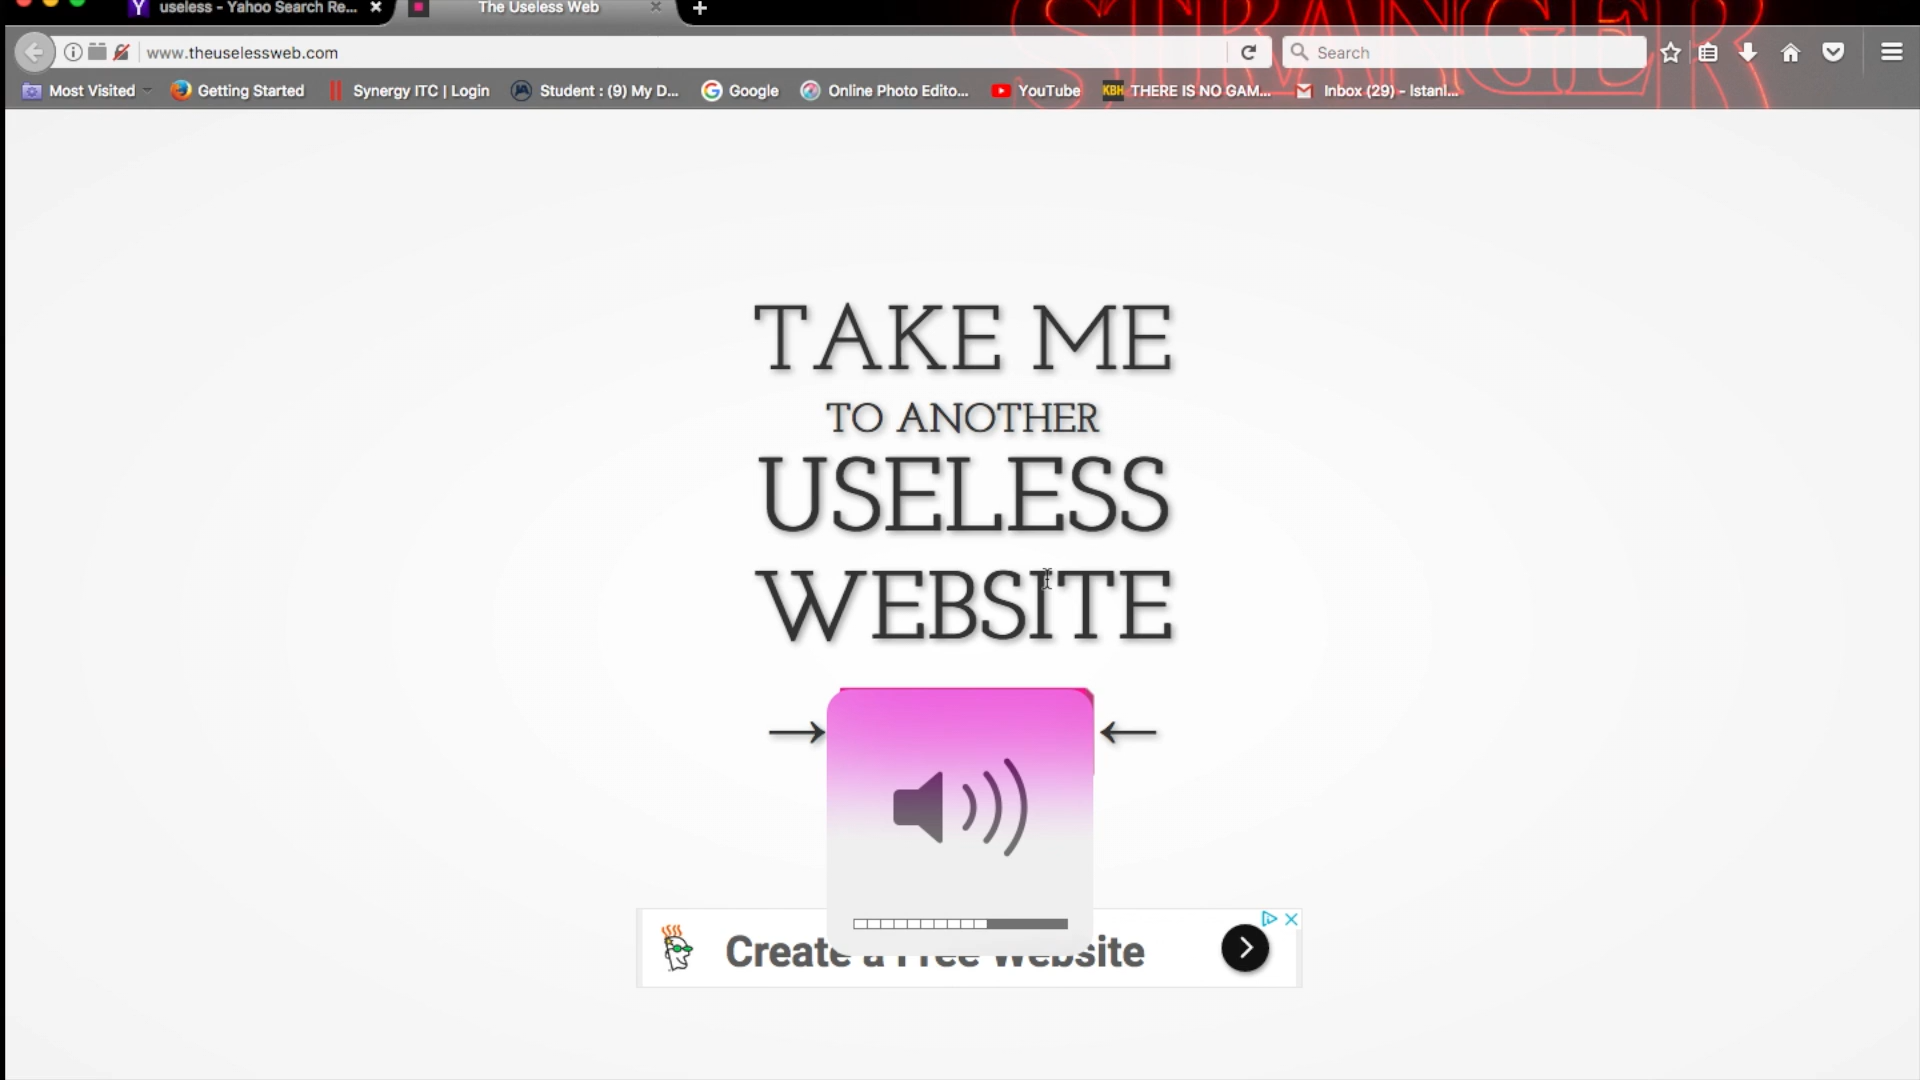 useless - Yahoo Search Re...
The Useless Web
www.theuselessweb.com
Search
Most Visited
Getting Started
Synergy ITC | Login
Student : (9) My D...
Google
Online Photo Edito...
YouTube
KBH THERE IS NO GAM...
Inbox (29) - Istanl...
STRANGER
TAKE ME
TO ANOTHER
USELESS
WEBSITE
→ ←
Create a Free Website